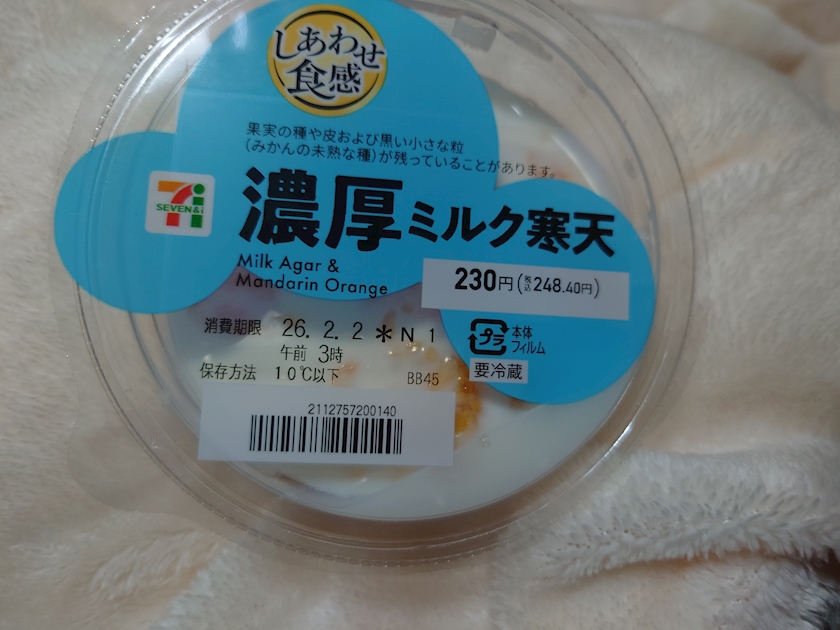 しあわせ
食感
果実の種や皮および黒い小さな粒
(みかんの未熟な種)が残っていることがあります。
7
SEVEN&i
濃厚ミルク寒天
Milk Agar &
Mandarin Orange
230円(税込248.40円)
消費期限 26. 2. 2*N 1
午前 3時
保存方法 10℃以下 BB45
プラ 本体
フィルム
要冷蔵
2112757200140